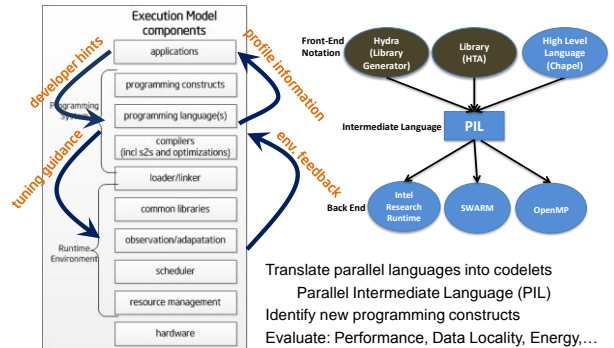 Execution Model
components
applications
programming constructs
programming language(s)
compilers
(incl s2s and optimizations)
loader/linker
common libraries
observation/adapatation
scheduler
resource management
hardware
Programming
System
Runtime
Environment
developer hints
tuning guidance
profile information
env. feedback
Front-End
Notation
Hydra
(Library
Generator)
Library
(HTA)
High Level
Language
(Chapel)
Intermediate Language
PIL
Back End
Intel
Research
Runtime
SWARM
OpenMP
Translate parallel languages into codelets
Parallel Intermediate Language (PIL)
Identify new programming constructs
Evaluate: Performance, Data Locality, Energy,…